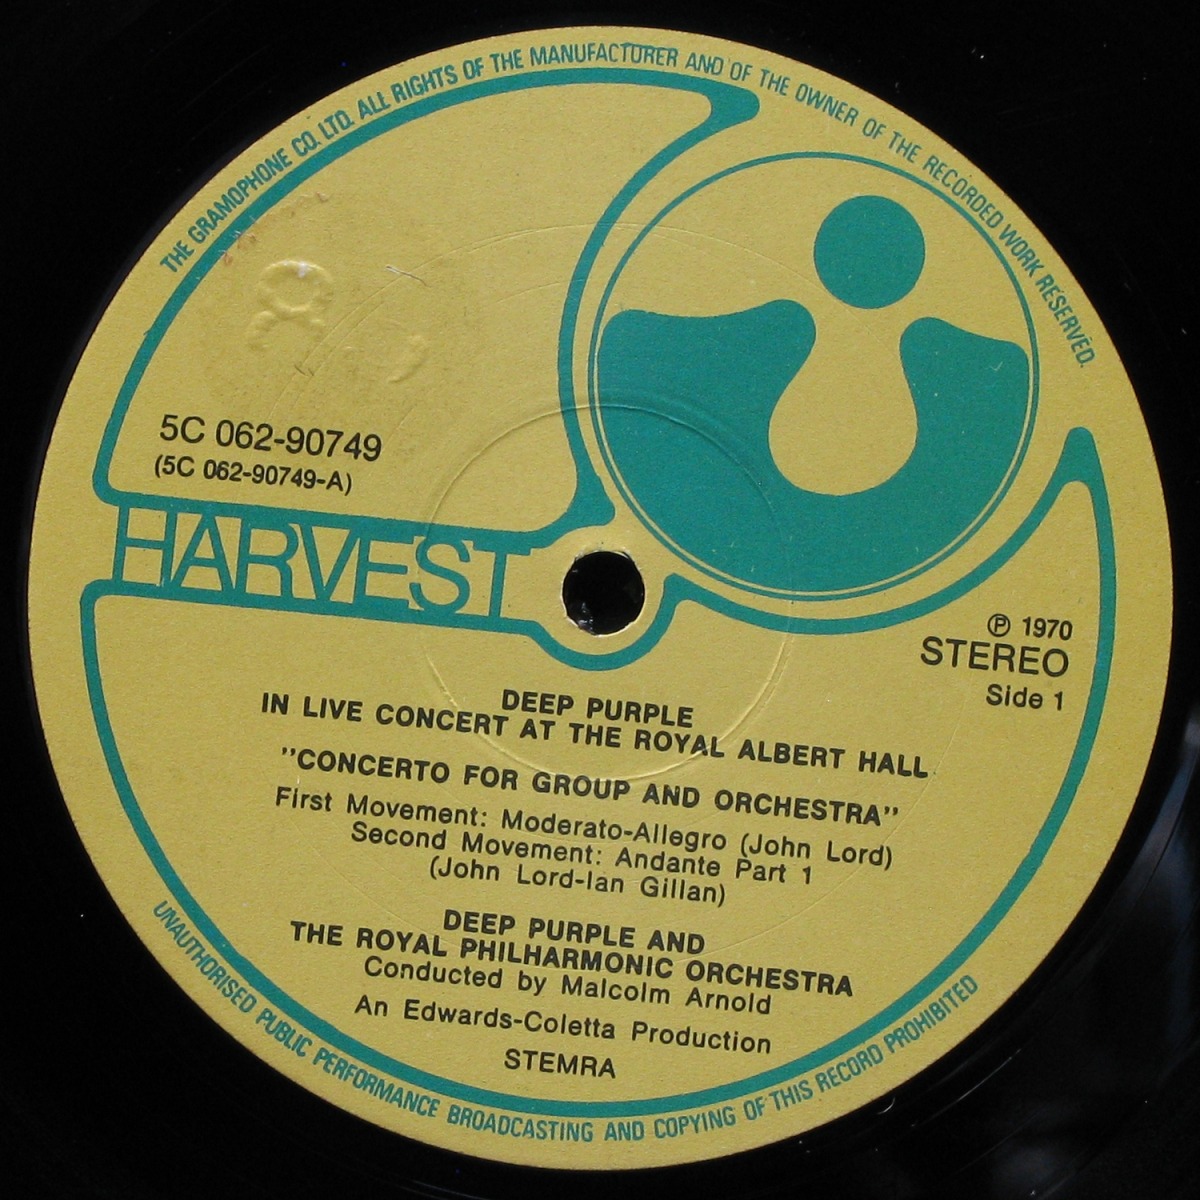 THE GRAMOPHONE CO. LTD. ALL RIGHTS OF THE MANUFACTURER AND OF THE OWNER OF THE RECORDED WORK RESERVED.
5C 062-90749
(5C 062-90749-A)
HARVEST
℗ 1970
STEREO
Side 1
DEEP PURPLE
IN LIVE CONCERT AT THE ROYAL ALBERT HALL
"CONCERTO FOR GROUP AND ORCHESTRA"
First Movement: Moderato-Allegro (John Lord)
Second Movement: Andante Part 1
(John Lord-Ian Gillan)
DEEP PURPLE AND
THE ROYAL PHILHARMONIC ORCHESTRA
Conducted by Malcolm Arnold
An Edwards-Coletta Production
STEMRA
UNAUTHORISED PUBLIC PERFORMANCE BROADCASTING AND COPYING OF THIS RECORD PROHIBITED